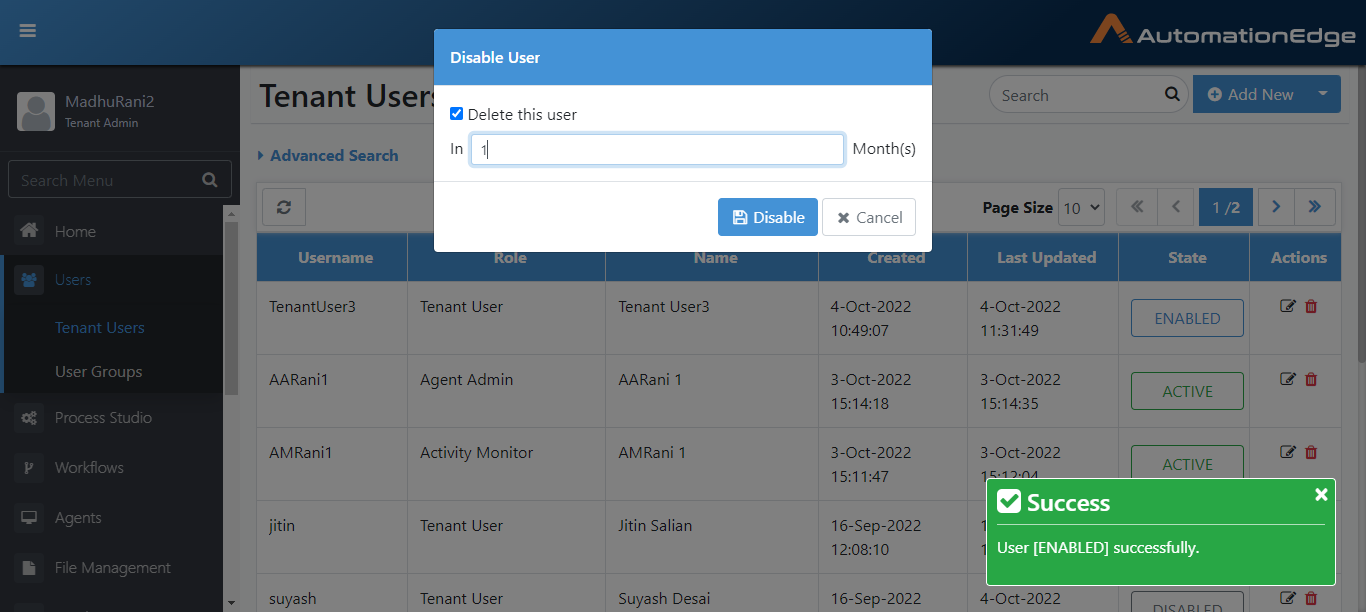 AutomationEdge
Disable User
Delete this user
In 1 Month(s)
Disable Cancel
MadhuRani2
Tenant Admin
Search Menu
Home
Users
Tenant Users
User Groups
Process Studio
Workflows
Agents
File Management
Tenant Users
Search
Add New
Advanced Search
Page Size 10
1 /2
Username Role Name Created Last Updated State Actions
TenantUser3 Tenant User Tenant User3 4-Oct-2022 4-Oct-2022 ENABLED
10:49:07 11:31:49
AARani1 Agent Admin AARani 1 3-Oct-2022 3-Oct-2022 ACTIVE
15:14:18 15:14:35
AMRani1 Activity Monitor AMRani 1 3-Oct-2022 3-Oct-2022 ACTIVE
15:11:47 15:12:04
jitin Tenant User Jitin Salian 16-Sep-2022
12:08:10
suyash Tenant User Suyash Desai 16-Sep-2022 4-Oct-2022 DISABLED
Success
User [ENABLED] successfully.